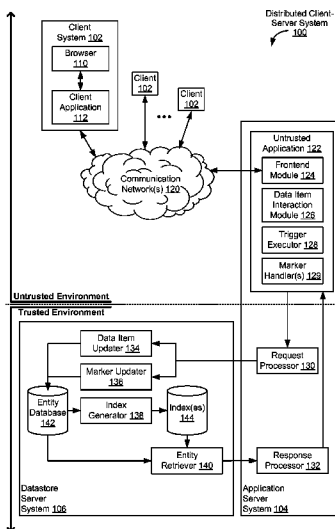 Distributed Client-
Server System
100
Client
System 102
Browser
110
Client
Application
112
Client
102
Client
102
Communication
Network(s) 120
Untrusted
Application 122
Frontend
Module 124
Data Item
Interaction
Module 126
Trigger
Executor
128
Marker
Handler(s) 129
Untrusted Environment
Trusted Environment
Data Item
Updater 134
Marker Updater
136
Request
Processor
130
Entity
Database
142
Index
Generator 138
Index(es)
144
Entity
Retriever 140
Response
Processor 132
Datastore
Server
System 106
Application
Server
System 104